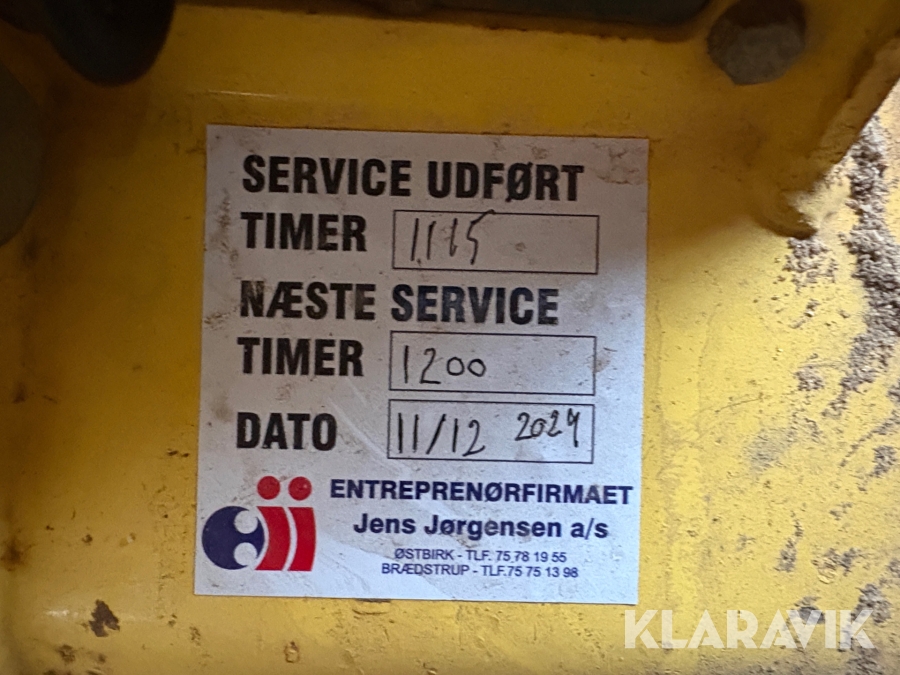 SERVICE UDFØRT
TIMER 1115
NÆSTE SERVICE
TIMER 1200
DATO 11/12 2024
ENTREPRENØRFIRMAET
Jens Jørgensen a/s
ØSTBIRK - TLF. 75 78 19 55
BRÆDSTRUP - TLF.75 75 13 98
KLARAVIK